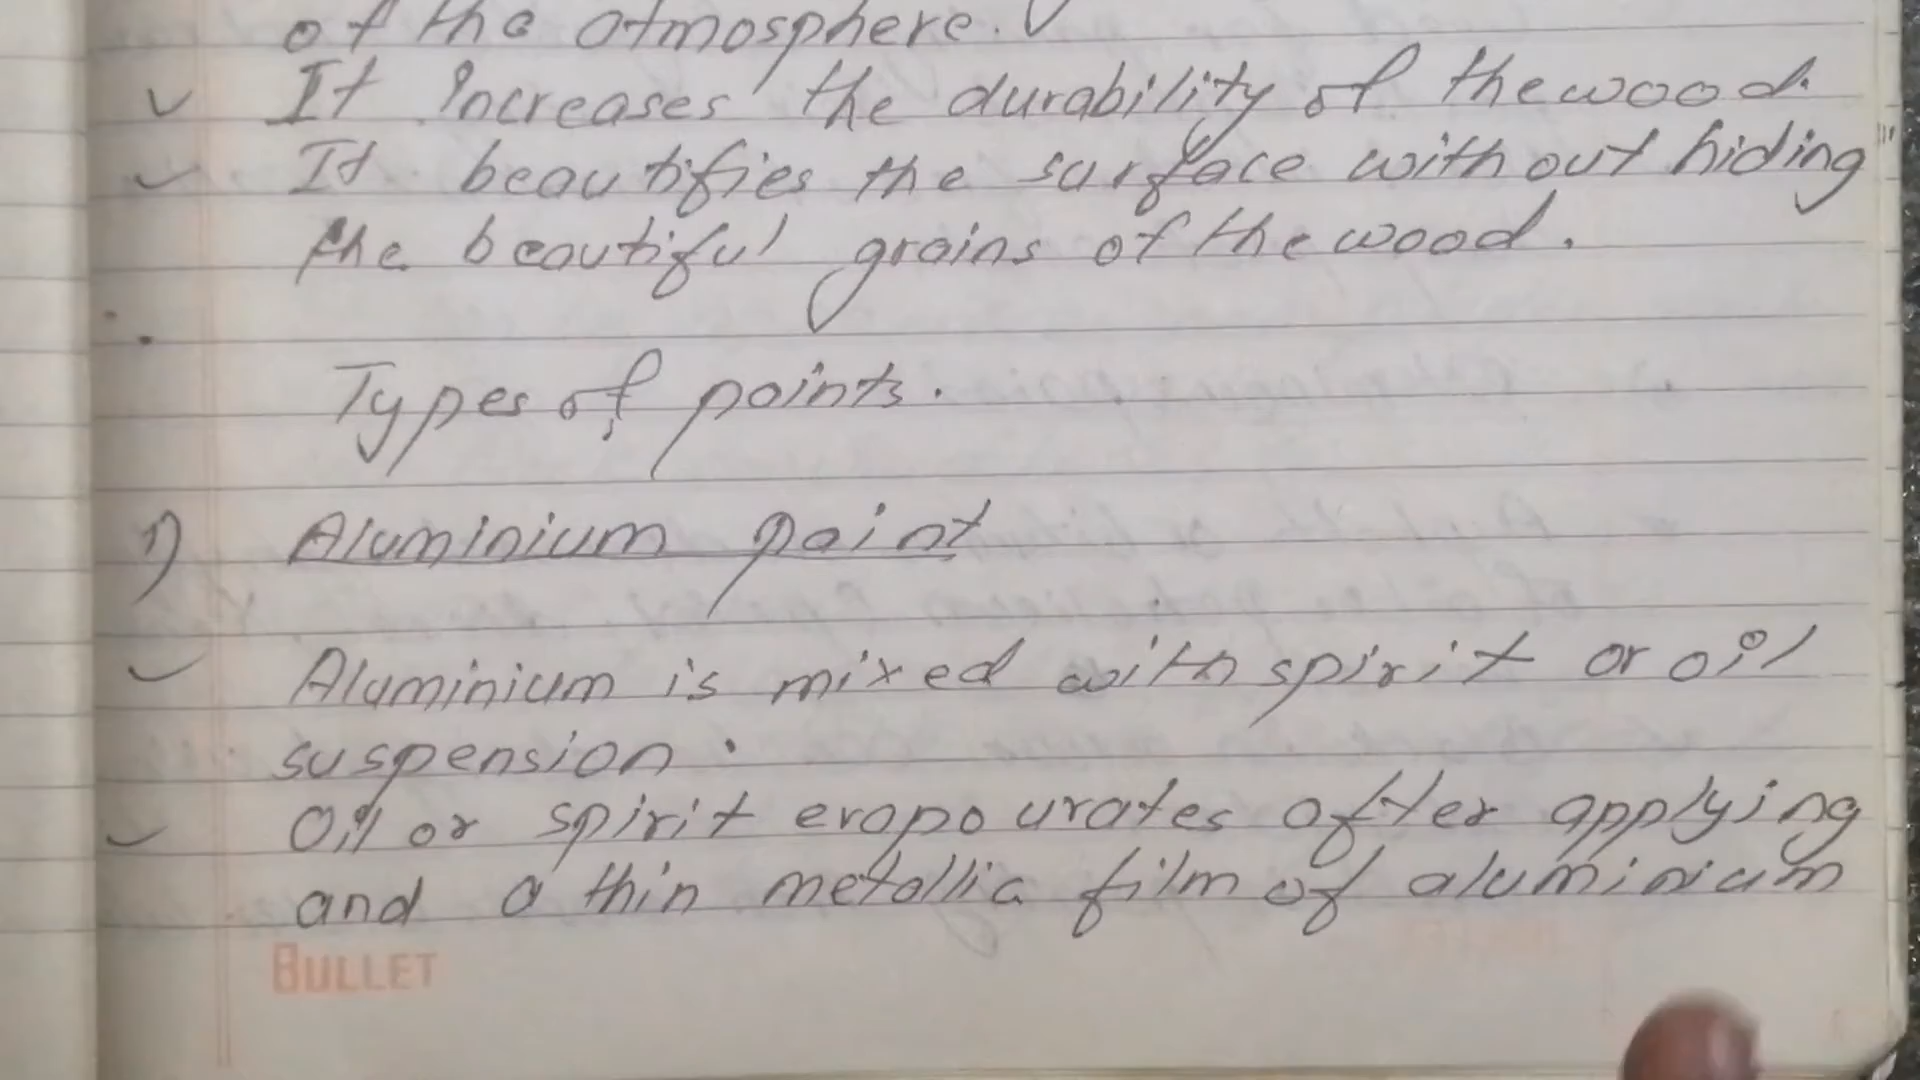 of the atmosphere.
It increases the durability of the wood.
It beautifies the surface without hiding
the beautiful grains of the wood.
Types of paints.
1) Aluminium paint
Aluminium is mixed with spirit or oil
suspension.
Oil or spirit evapourates after applying
and a thin metallic film of aluminium
BULLET